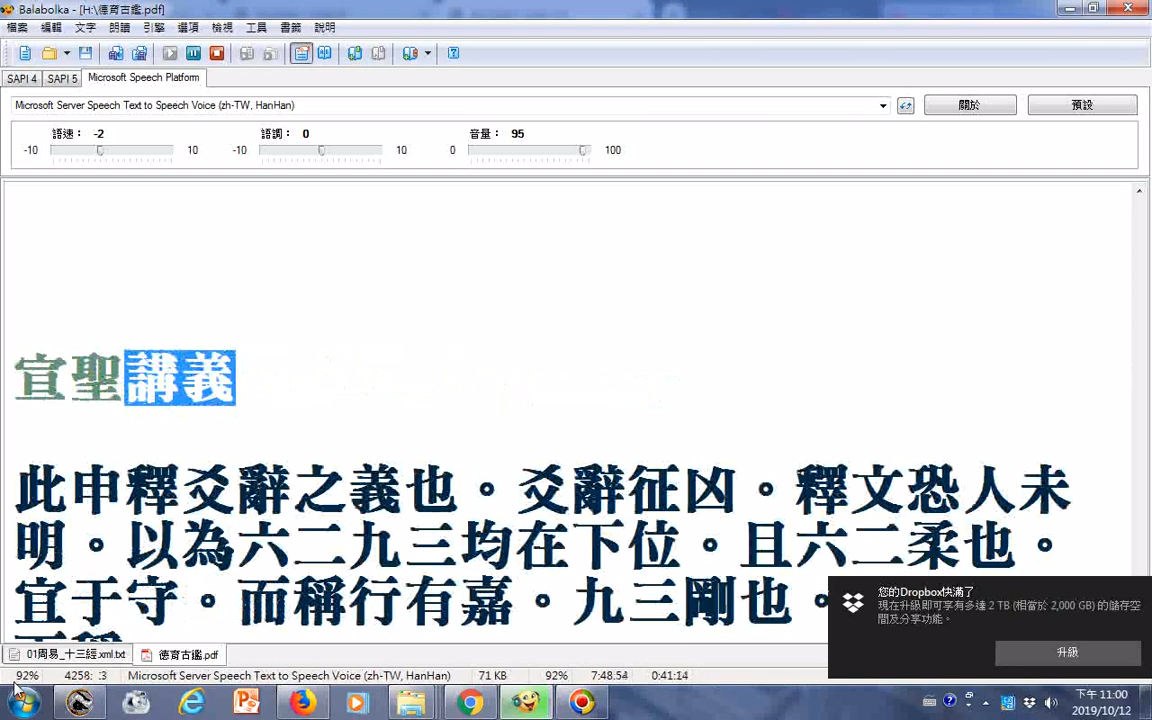 Balabolka - [H:\德育古鑑.pdf]
檔案 編輯 文字 朗讀 引擎 選項 檢視 工具 書籤 說明
SAPI 4 SAPI 5 Microsoft Speech Platform
Microsoft Server Speech Text to Speech Voice (zh-TW, HanHan) 關於 預設
語速： -2 語調： 0 音量： 95
-10 10 -10 10 0 100
宣聖講義
此申釋爻辭之義也。爻辭征凶。釋文恐人未
明。以為六二九三均在下位。且六二柔也。
宜于守。而稱行有嘉。九三剛也。
您的Dropbox快滿了
現在升級即可享有多達 2 TB (相當於 2,000 GB) 的儲存空
間及分享功能。
升級
01周易_十三經.xml.txt 德育古鑑.pdf
92% 4258: :3 Microsoft Server Speech Text to Speech Voice (zh-TW, HanHan) 71 KB 92% 7:48:54 0:41:14
下午 11:00
2019/10/12